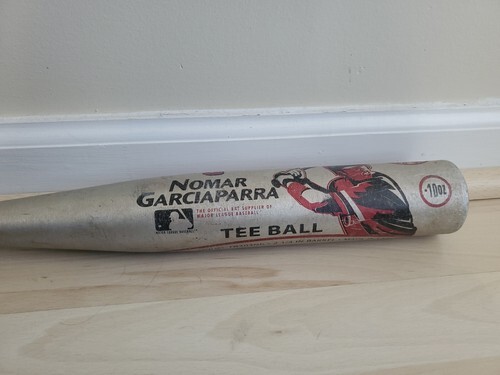 NOMAR
GARCIAPARRA
THE OFFICIAL BAT SUPPLIER OF
MAJOR LEAGUE BASEBALL
TEE BALL
-10oz